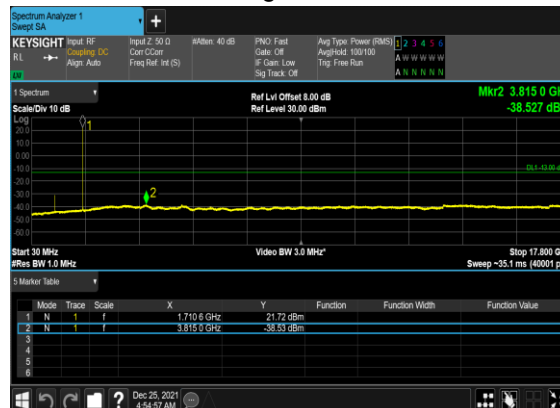 Spectrum Analyzer 1
Swept SA
KEYSIGHT Input: RF Input Z: 50 Ω #Atten: 40 dB PNO: Fast Avg Type: Power (RMS) 1 2 3 4 5 6
RL Coupling: DC Corr CCorr Gate: Off Avg|Hold: 100/100 A W W W W W
Align: Auto Freq Ref: Int (S) IF Gain: Low Trig: Free Run
LW Sig Track: Off A N N N N N
1 Spectrum Ref Lvl Offset 8.00 dB Mkr2 3.815 0 GH
Scale/Div 10 dB Ref Level 30.00 dBm -38.527 dB
Log
20.0
10.0
0.00
-10.0
-20.0
-30.0
-40.0
-50.0
-60.0
1
2
DL1 -13.00 d
Start 30 MHz Video BW 3.0 MHz* Stop 17.800 G
#Res BW 1.0 MHz Sweep ~35.1 ms (40001 p
5 Marker Table
Mode Trace Scale X Y Function Function Width Function Value
1 N 1 f 1.710 6 GHz 21.72 dBm
2 N 1 f 3.815 0 GHz -38.53 dBm
3
4
5
6
? Dec 25, 2021
4:54:57 AM